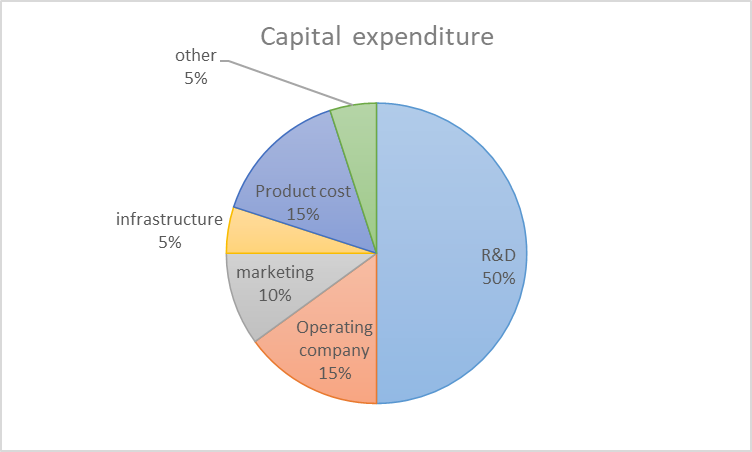 Capital expenditure
other
5%
Product cost
15%
infrastructure
5%
R&D
50%
marketing
10%
Operating
company
15%